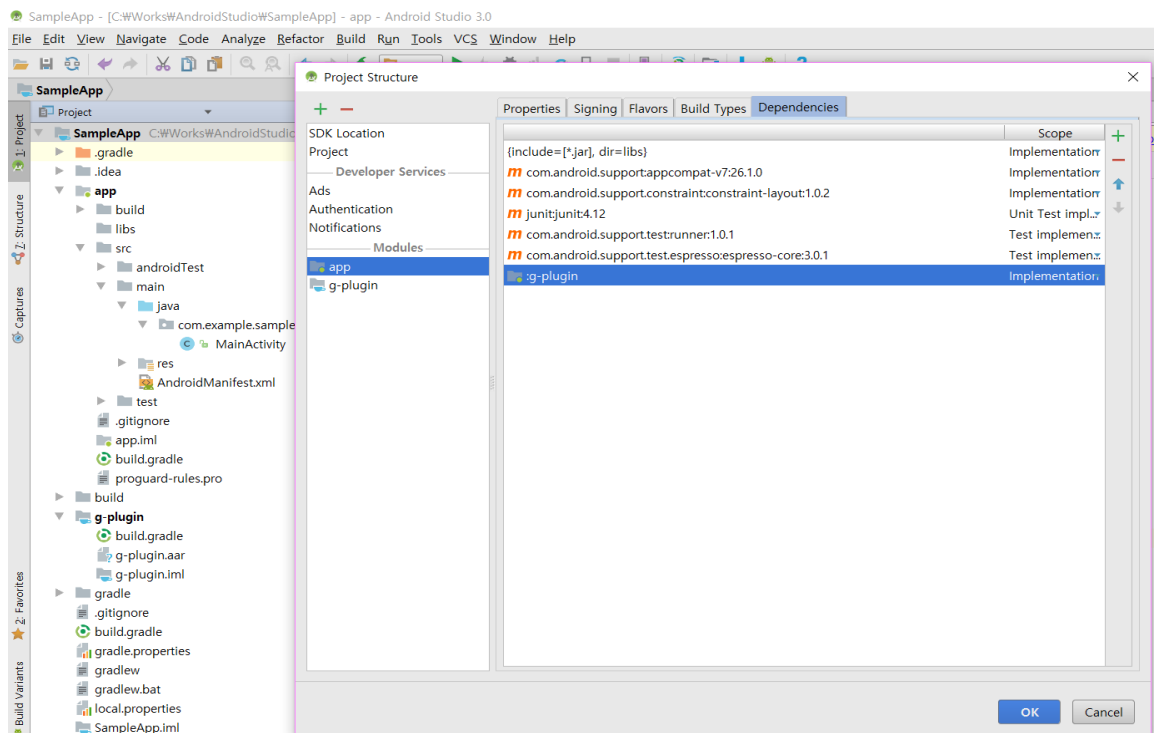 SampleApp - [C:₩Works₩AndroidStudio₩SampleApp] - app - Android Studio 3.0
File Edit View Navigate Code Analyze Refactor Build Run Tools VCS Window Help
SampleApp
Project
SampleApp C:₩Works₩AndroidStudio
.gradle
.idea
app
build
libs
src
androidTest
main
java
com.example.sample
MainActivity
res
AndroidManifest.xml
test
.gitignore
app.iml
build.gradle
proguard-rules.pro
build
g-plugin
build.gradle
g-plugin.aar
g-plugin.iml
gradle
.gitignore
build.gradle
gradle.properties
gradlew
gradlew.bat
local.properties
SampleApp.iml
1: Project
7: Structure
Captures
2: Favorites
Build Variants
Project Structure
SDK Location
Project
Developer Services
Ads
Authentication
Notifications
Modules
app
g-plugin
Properties Signing Flavors Build Types Dependencies
Scope
{include=[*.jar], dir=libs} Implementation
com.android.support:appcompat-v7:26.1.0 Implementation
com.android.support.constraint:constraint-layout:1.0.2 Implementation
junit:junit:4.12 Unit Test impl...
com.android.support.test:runner:1.0.1 Test implemen...
com.android.support.test.espresso:espresso-core:3.0.1 Test implemen...
:g-plugin Implementation
OK Cancel